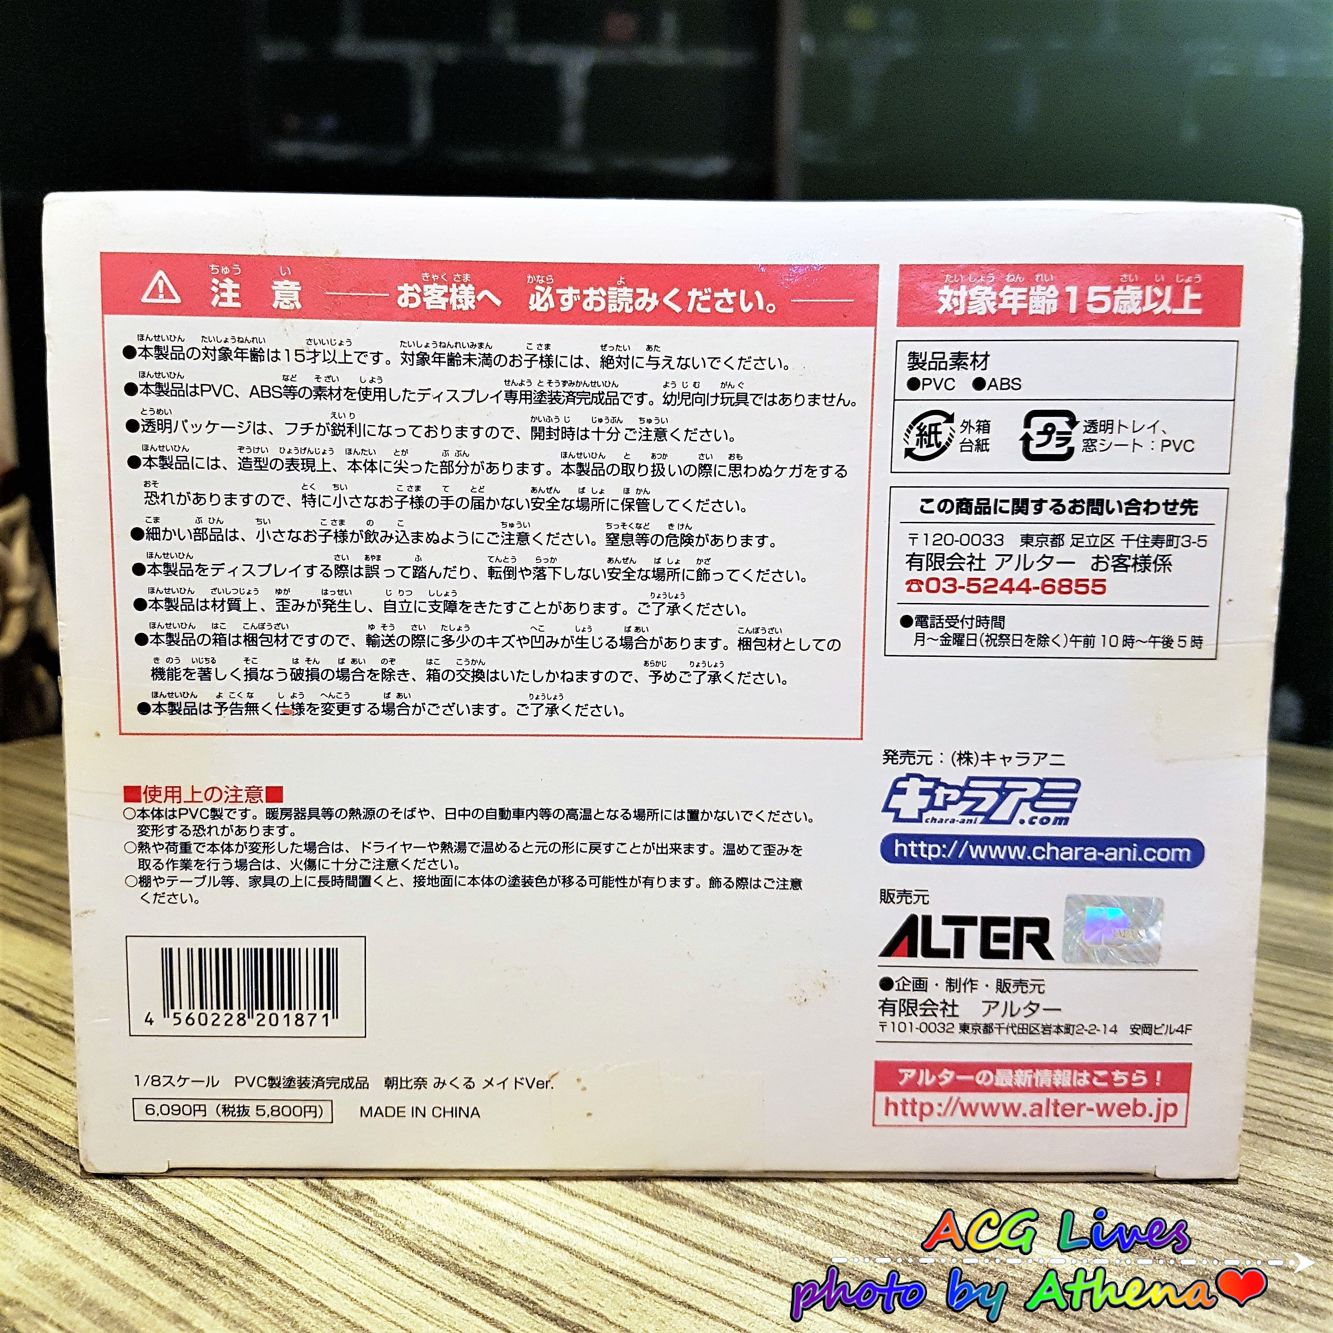 ⚠ 注意 ── お客様へ 必ずお読みください。 ──
●本製品の対象年齢は15才以上です。対象年齢未満のお子様には、絶対に与えないでください。
●本製品はPVC、ABS等の素材を使用したディスプレイ専用塗装済完成品です。幼児向け玩具ではありません。
●透明パッケージは、フチが鋭利になっておりますので、開封時は十分ご注意ください。
●本製品には、造型の表現上、本体に尖った部分があります。本製品の取り扱いの際に思わぬケガをする
恐れがありますので、特に小さなお子様の手の届かない安全な場所に保管してください。
●細かい部品は、小さなお子様が飲み込まぬようにご注意ください。窒息等の危険があります。
●本製品をディスプレイする際は誤って踏んだり、転倒や落下しない安全な場所に飾ってください。
●本製品は材質上、歪みが発生し、自立に支障をきたすことがあります。ご了承ください。
●本製品の箱は梱包材ですので、輸送の際に多少のキズや凹みが生じる場合があります。梱包材としての
機能を著しく損なう破損の場合を除き、箱の交換はいたしかねますので、予めご了承ください。
●本製品は予告無く仕様を変更する場合がございます。ご了承ください。
■使用上の注意■
○本体はPVC製です。暖房器具等の熱源のそばや、日中の自動車内等の高温となる場所には置かないでください。
変形する恐れがあります。
○熱や荷重で本体が変形した場合は、ドライヤーや熱湯で温めると元の形に戻すことが出来ます。温めて歪みを
取る作業を行う場合は、火傷に十分ご注意ください。
○棚やテーブル等、家具の上に長時間置くと、接地面に本体の塗装色が移る可能性が有ります。飾る際はご注意
ください。
4 560228 201871
1/8スケール PVC製塗装済完成品 朝比奈 みくる メイドVer.
6,090円（税抜 5,800円） MADE IN CHINA
対象年齢15歳以上
製品素材
●PVC ●ABS
紙 外箱 プラ 透明トレイ、
台紙 窓シート：PVC
この商品に関するお問い合わせ先
〒120-0033 東京都 足立区 千住寿町3-5
有限会社 アルター お客様係
☎03-5244-6855
●電話受付時間
月～金曜日(祝祭日を除く)午前 10 時～午後 5 時
発売元：(株)キャラアニ
キャラアニ
chara-ani .com
http://www.chara-ani.com
販売元
ALTER
●企画・制作・販売元
有限会社 アルター
〒101-0032 東京都千代田区岩本町2-2-14 安岡ビル4F
アルターの最新情報はこちら！
http://www.alter-web.jp
ACG Lives
photo by Athena❤